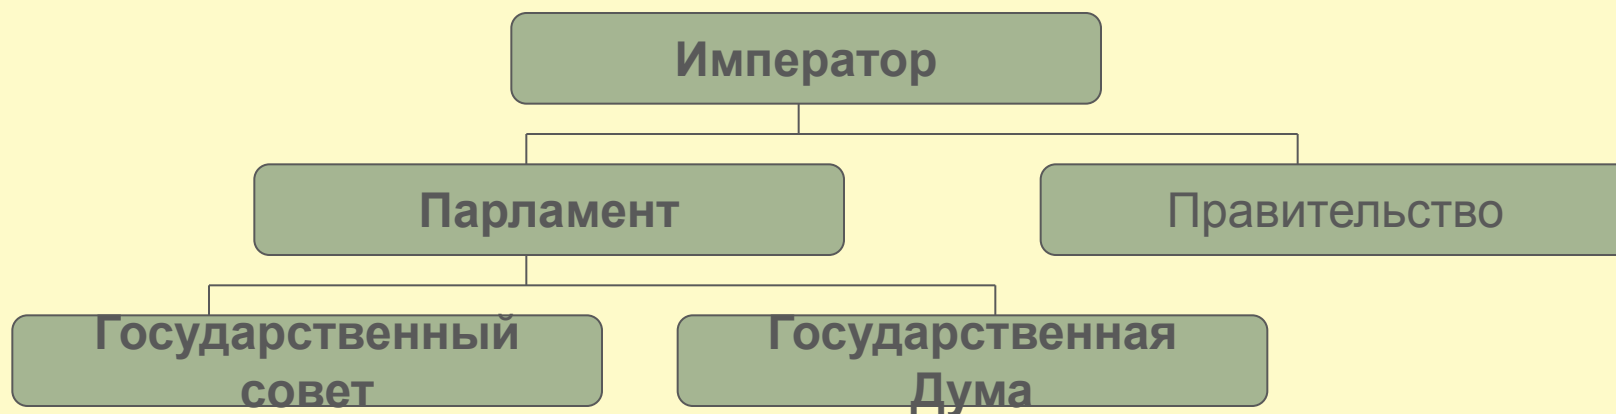 Император
Парламент
Правительство
Государственный
совет
Государственная
Дума